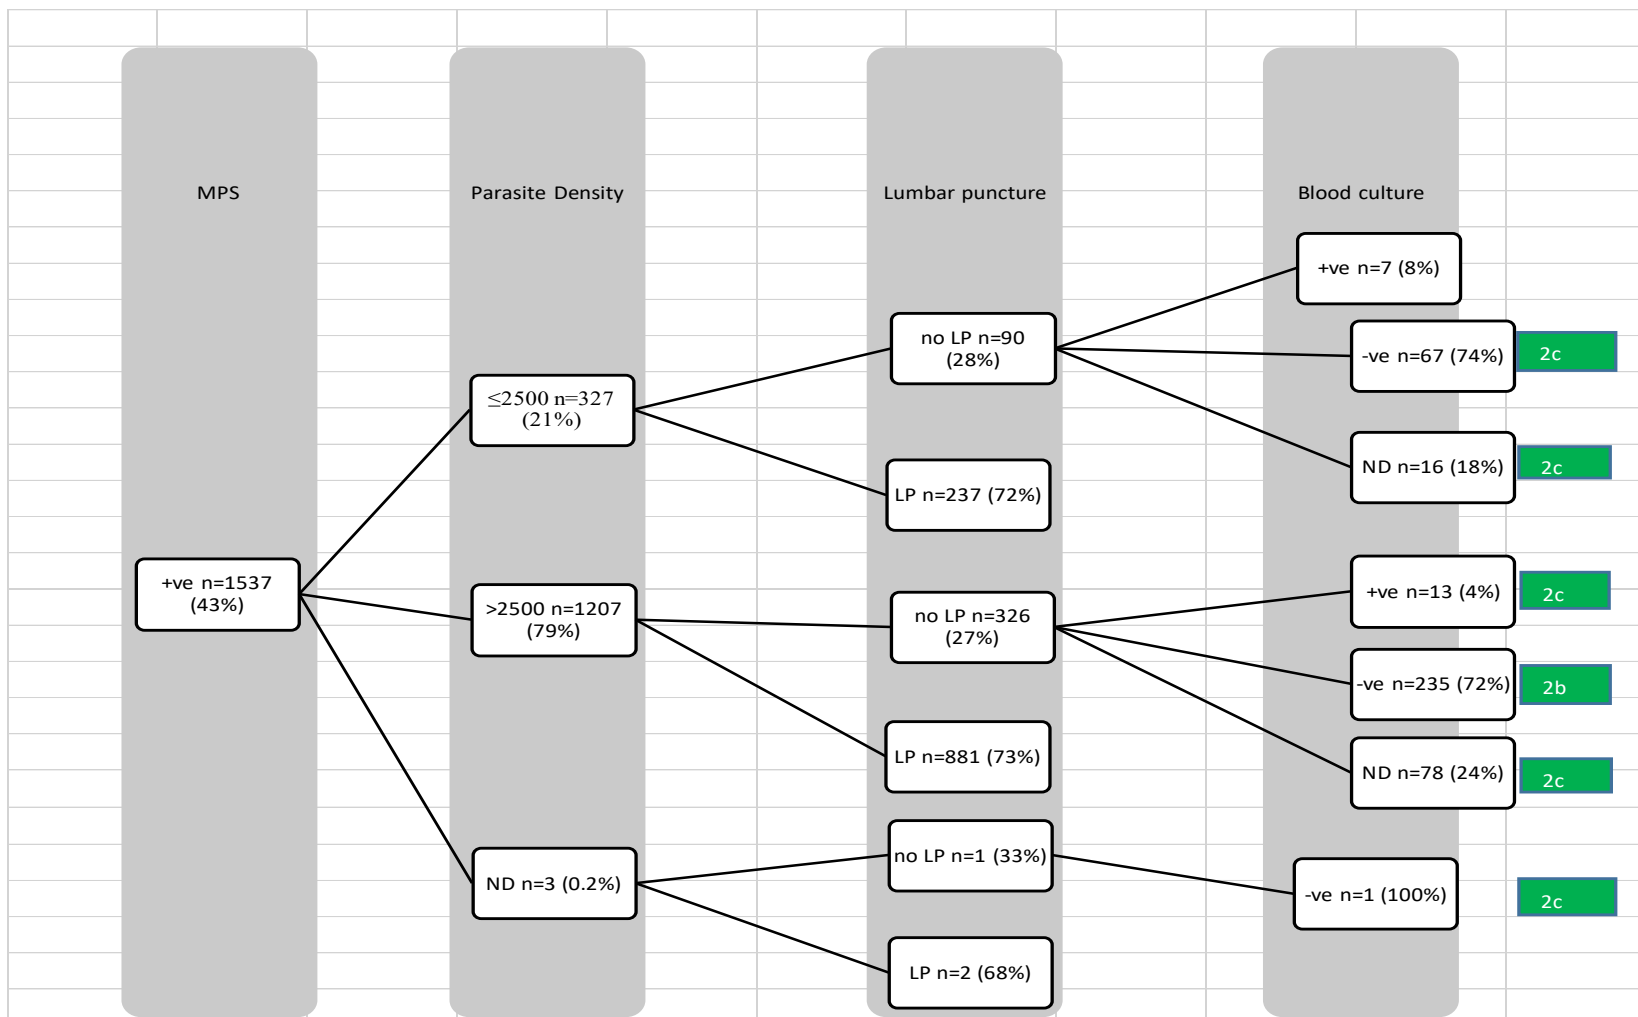 MPS
Parasite Density
Lumbar puncture
Blood culture
+ve n=1537
(43%)
≤2500 n=327
(21%)
>2500 n=1207
(79%)
ND n=3 (0.2%)
no LP n=90
(28%)
LP n=237 (72%)
no LP n=326
(27%)
LP n=881 (73%)
no LP n=1 (33%)
LP n=2 (68%)
+ve n=7 (8%)
-ve n=67 (74%)
2c
ND n=16 (18%)
2c
+ve n=13 (4%)
2c
-ve n=235 (72%)
2b
ND n=78 (24%)
2c
-ve n=1 (100%)
2c